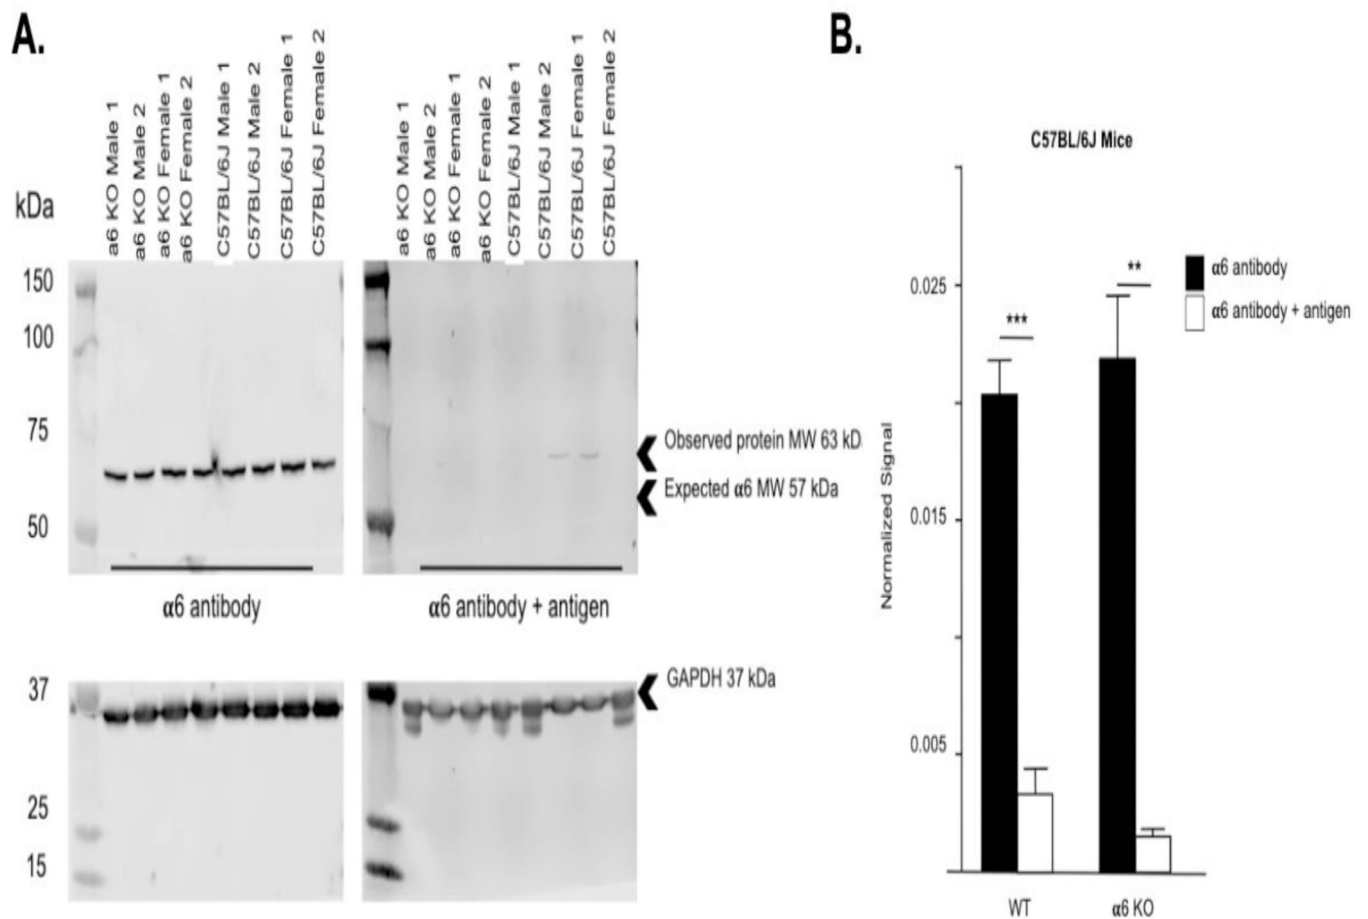 A.
B.
a6 KO Male 1
a6 KO Male 2
a6 KO Female 1
a6 KO Female 2
C57BL/6J Male 1
C57BL/6J Male 2
C57BL/6J Female 1
C57BL/6J Female 2
a6 KO Male 1
a6 KO Male 2
a6 KO Female 1
a6 KO Female 2
C57BL/6J Male 1
C57BL/6J Male 2
C57BL/6J Female 1
C57BL/6J Female 2
kDa
150
100
75
50
Observed protein MW 63 kD
Expected α6 MW 57 kDa
α6 antibody
α6 antibody + antigen
37
25
15
GAPDH 37 kDa
C57BL/6J Mice
α6 antibody
α6 antibody + antigen
***
**
Normalized Signal
0.025
0.015
0.005
WT
α6 KO